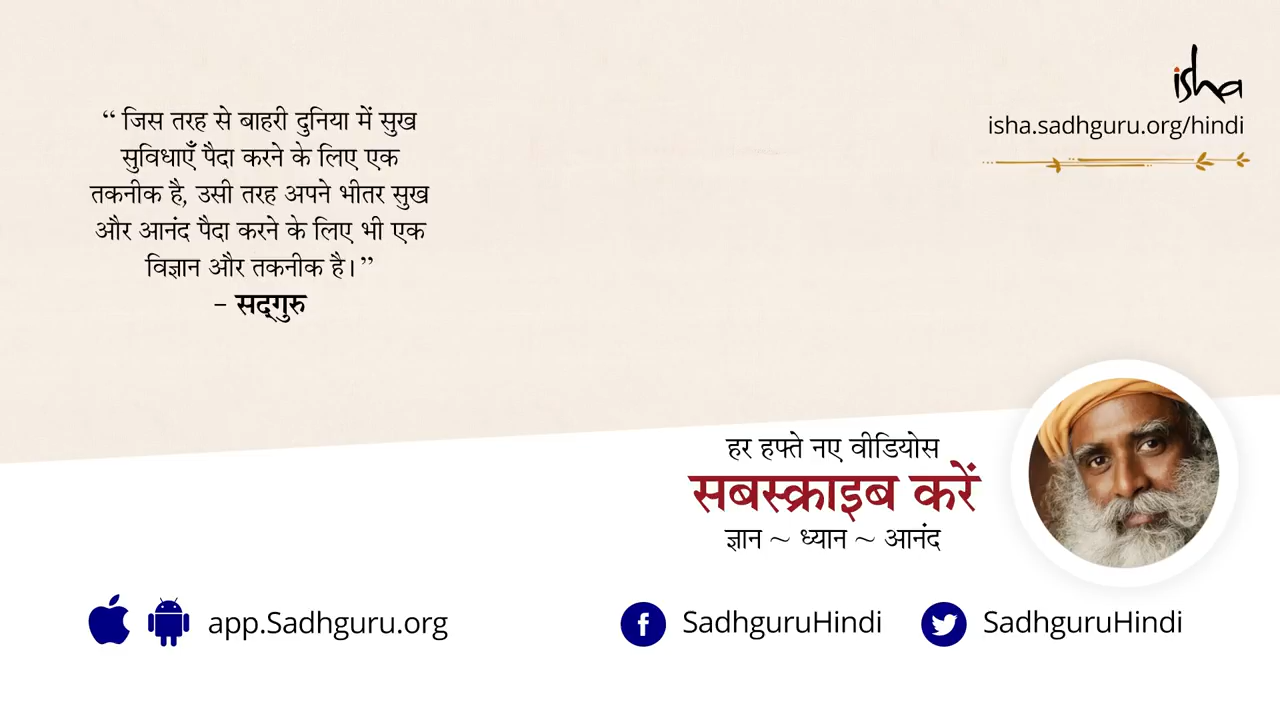 “ जिस तरह से बाहरी दुनिया में सुख
सुविधाएँ पैदा करने के लिए एक
तकनीक है, उसी तरह अपने भीतर सुख
और आनंद पैदा करने के लिए भी एक
विज्ञान और तकनीक है। ”
- सद्‌गुरु
isha
isha.sadhguru.org/hindi
हर हफ्ते नए वीडियोस
सबस्क्राइब करें
ज्ञान ~ ध्यान ~ आनंद
app.Sadhguru.org
SadhguruHindi
SadhguruHindi